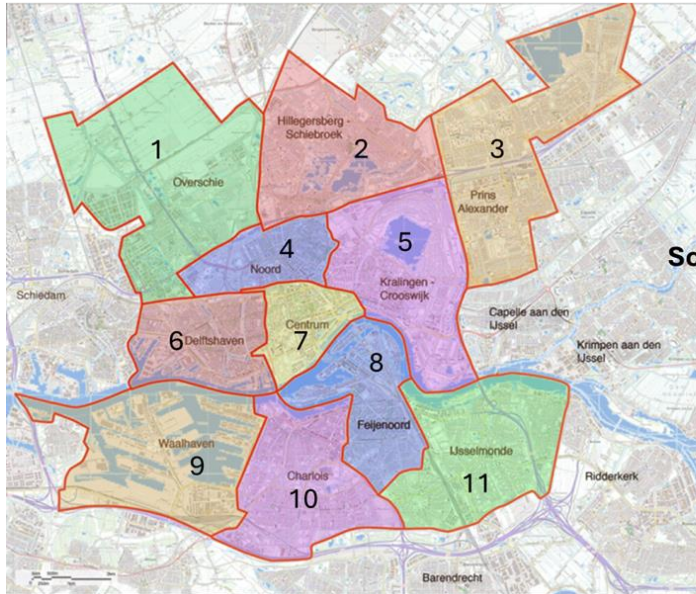 1
Overschie
Hillegersberg -
Schiebroek
2
3
Prins
Alexander
4
Noord
5
Kralingen -
Crooswijk
So
Schiedam
6
Delfshaven
Centrum
7
8
Capelle aan den
IJssel
Krimpen aan den
IJssel
Feijenoord
Waalhaven
9
Charlois
10
IJsselmonde
11
Ridderkerk
Barendrecht